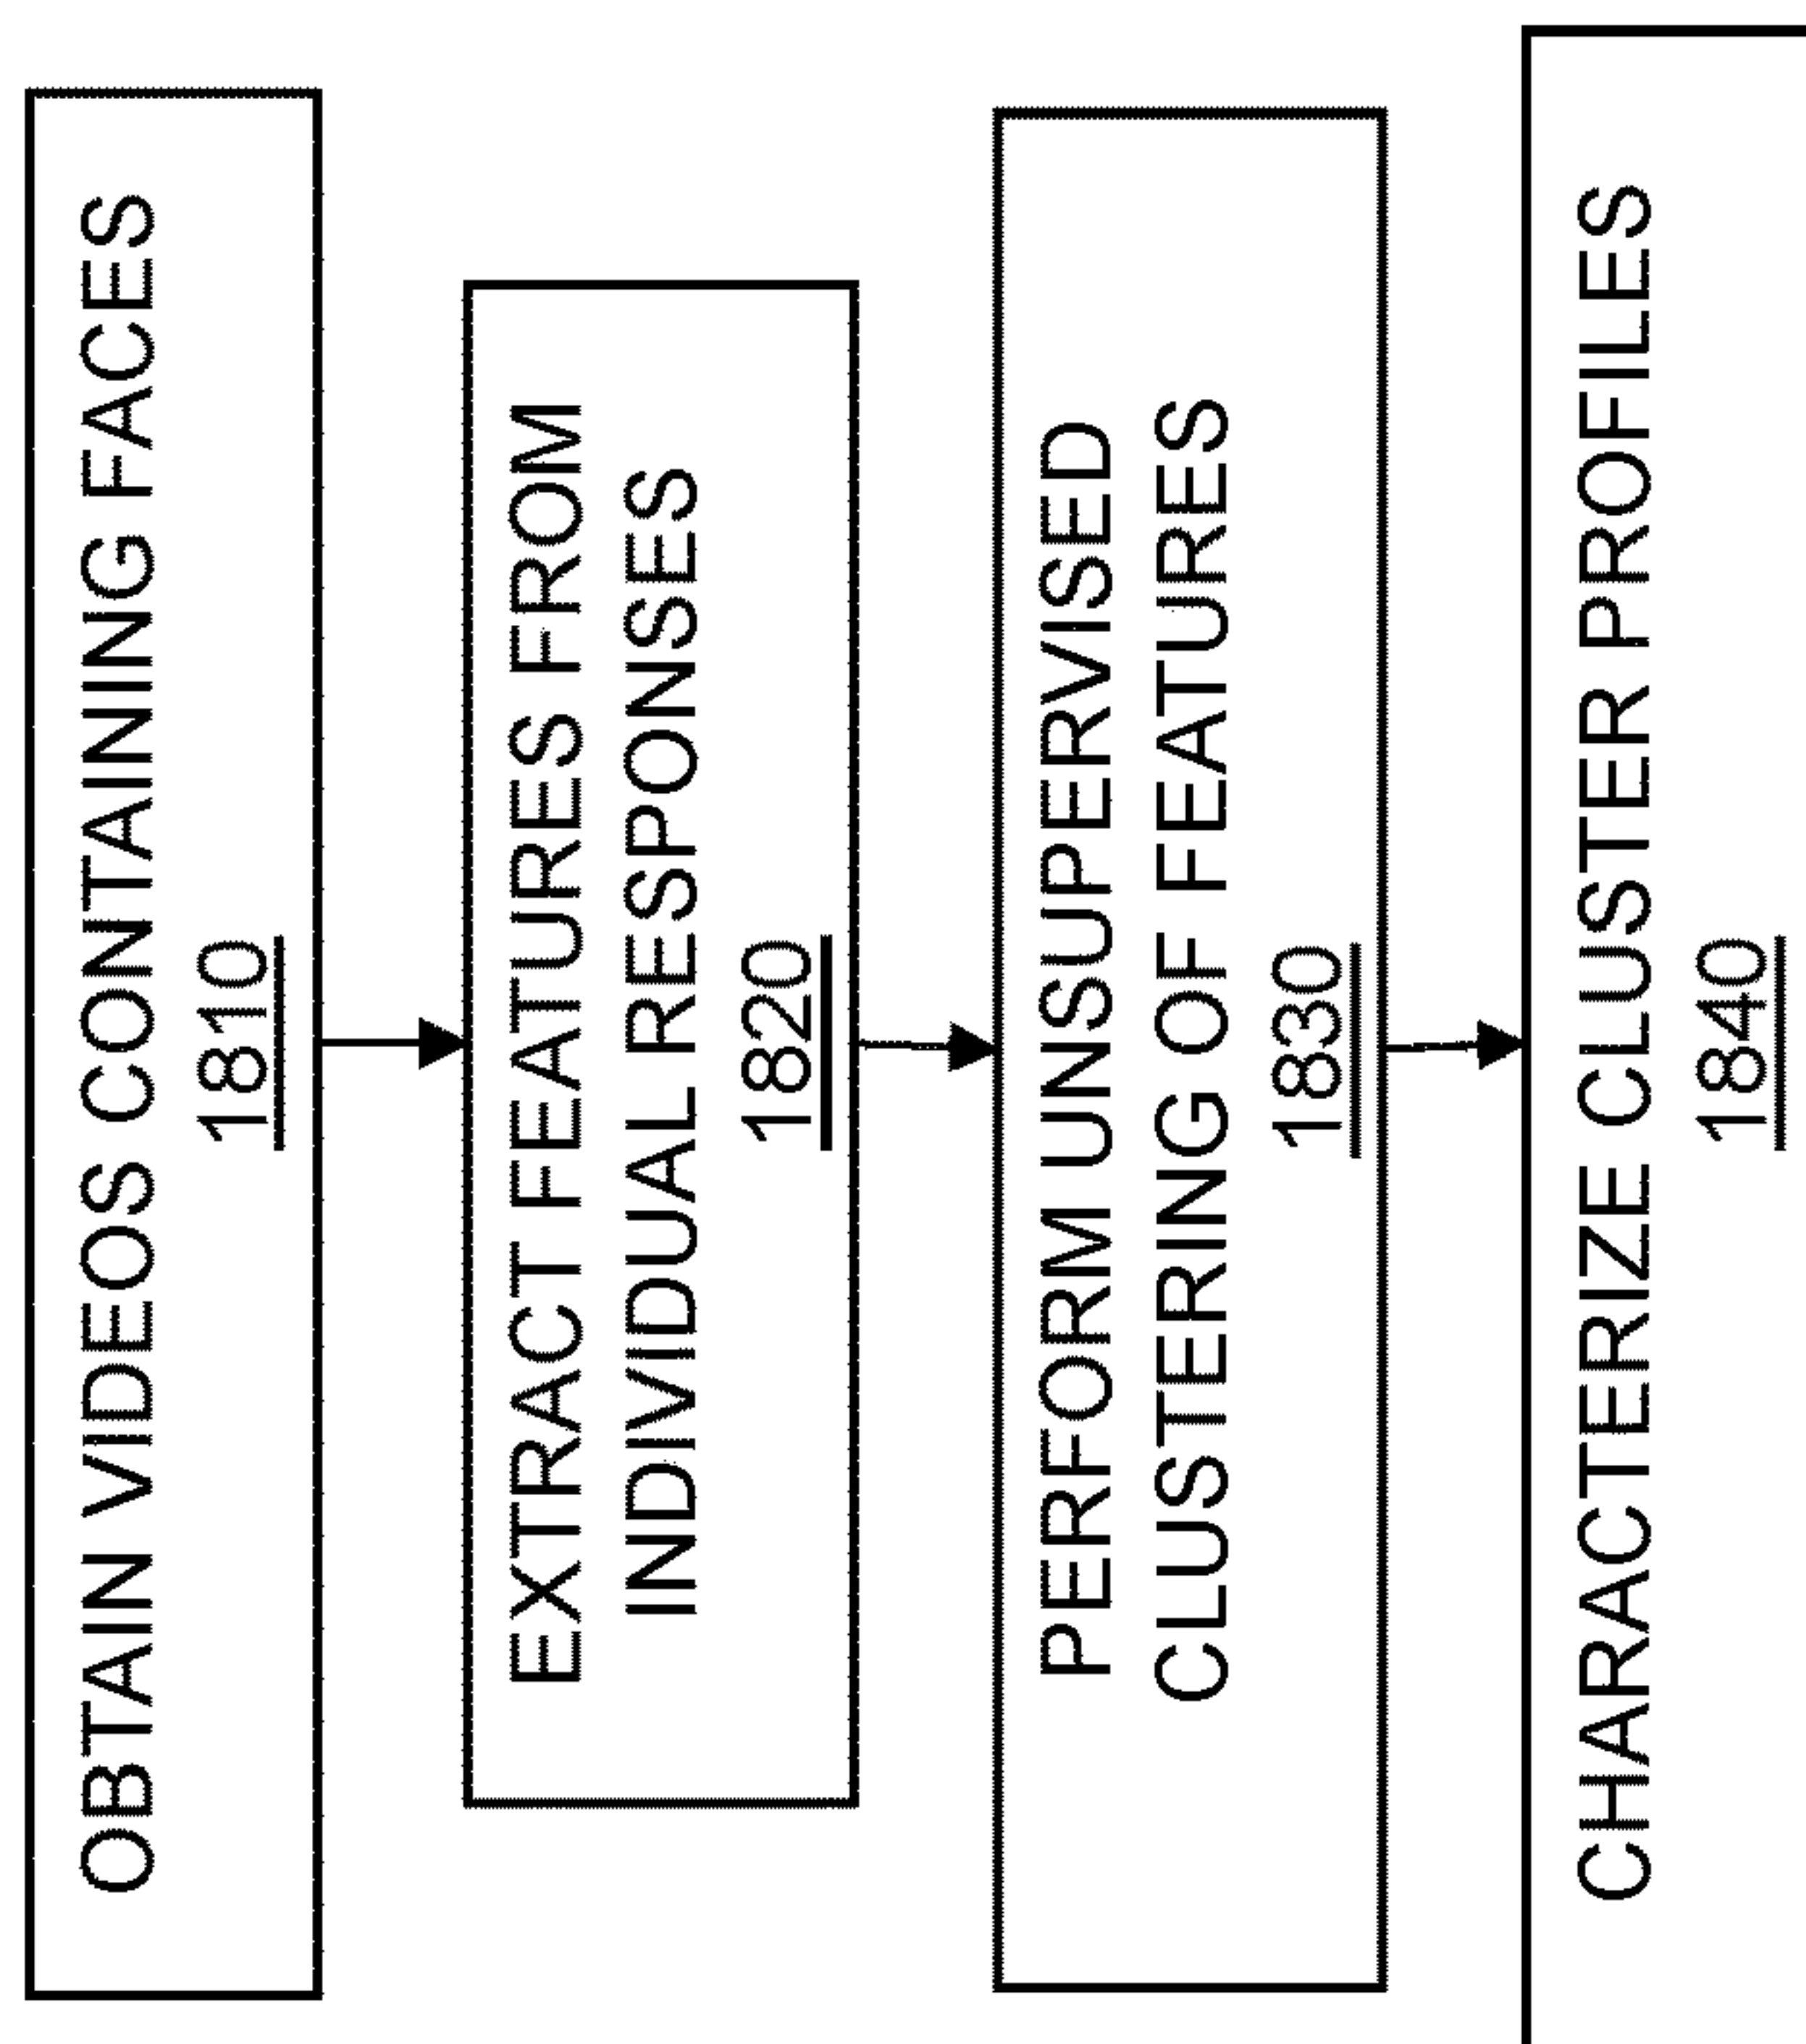 OBTAIN VIDEOS CONTAINING FACES
1810
EXTRACT FEATURES FROM
INDIVIDUAL RESPONSES
1820
PERFORM UNSUPERVISED
CLUSTERING OF FEATURES
1830
CHARACTERIZE CLUSTER PROFILES
1840